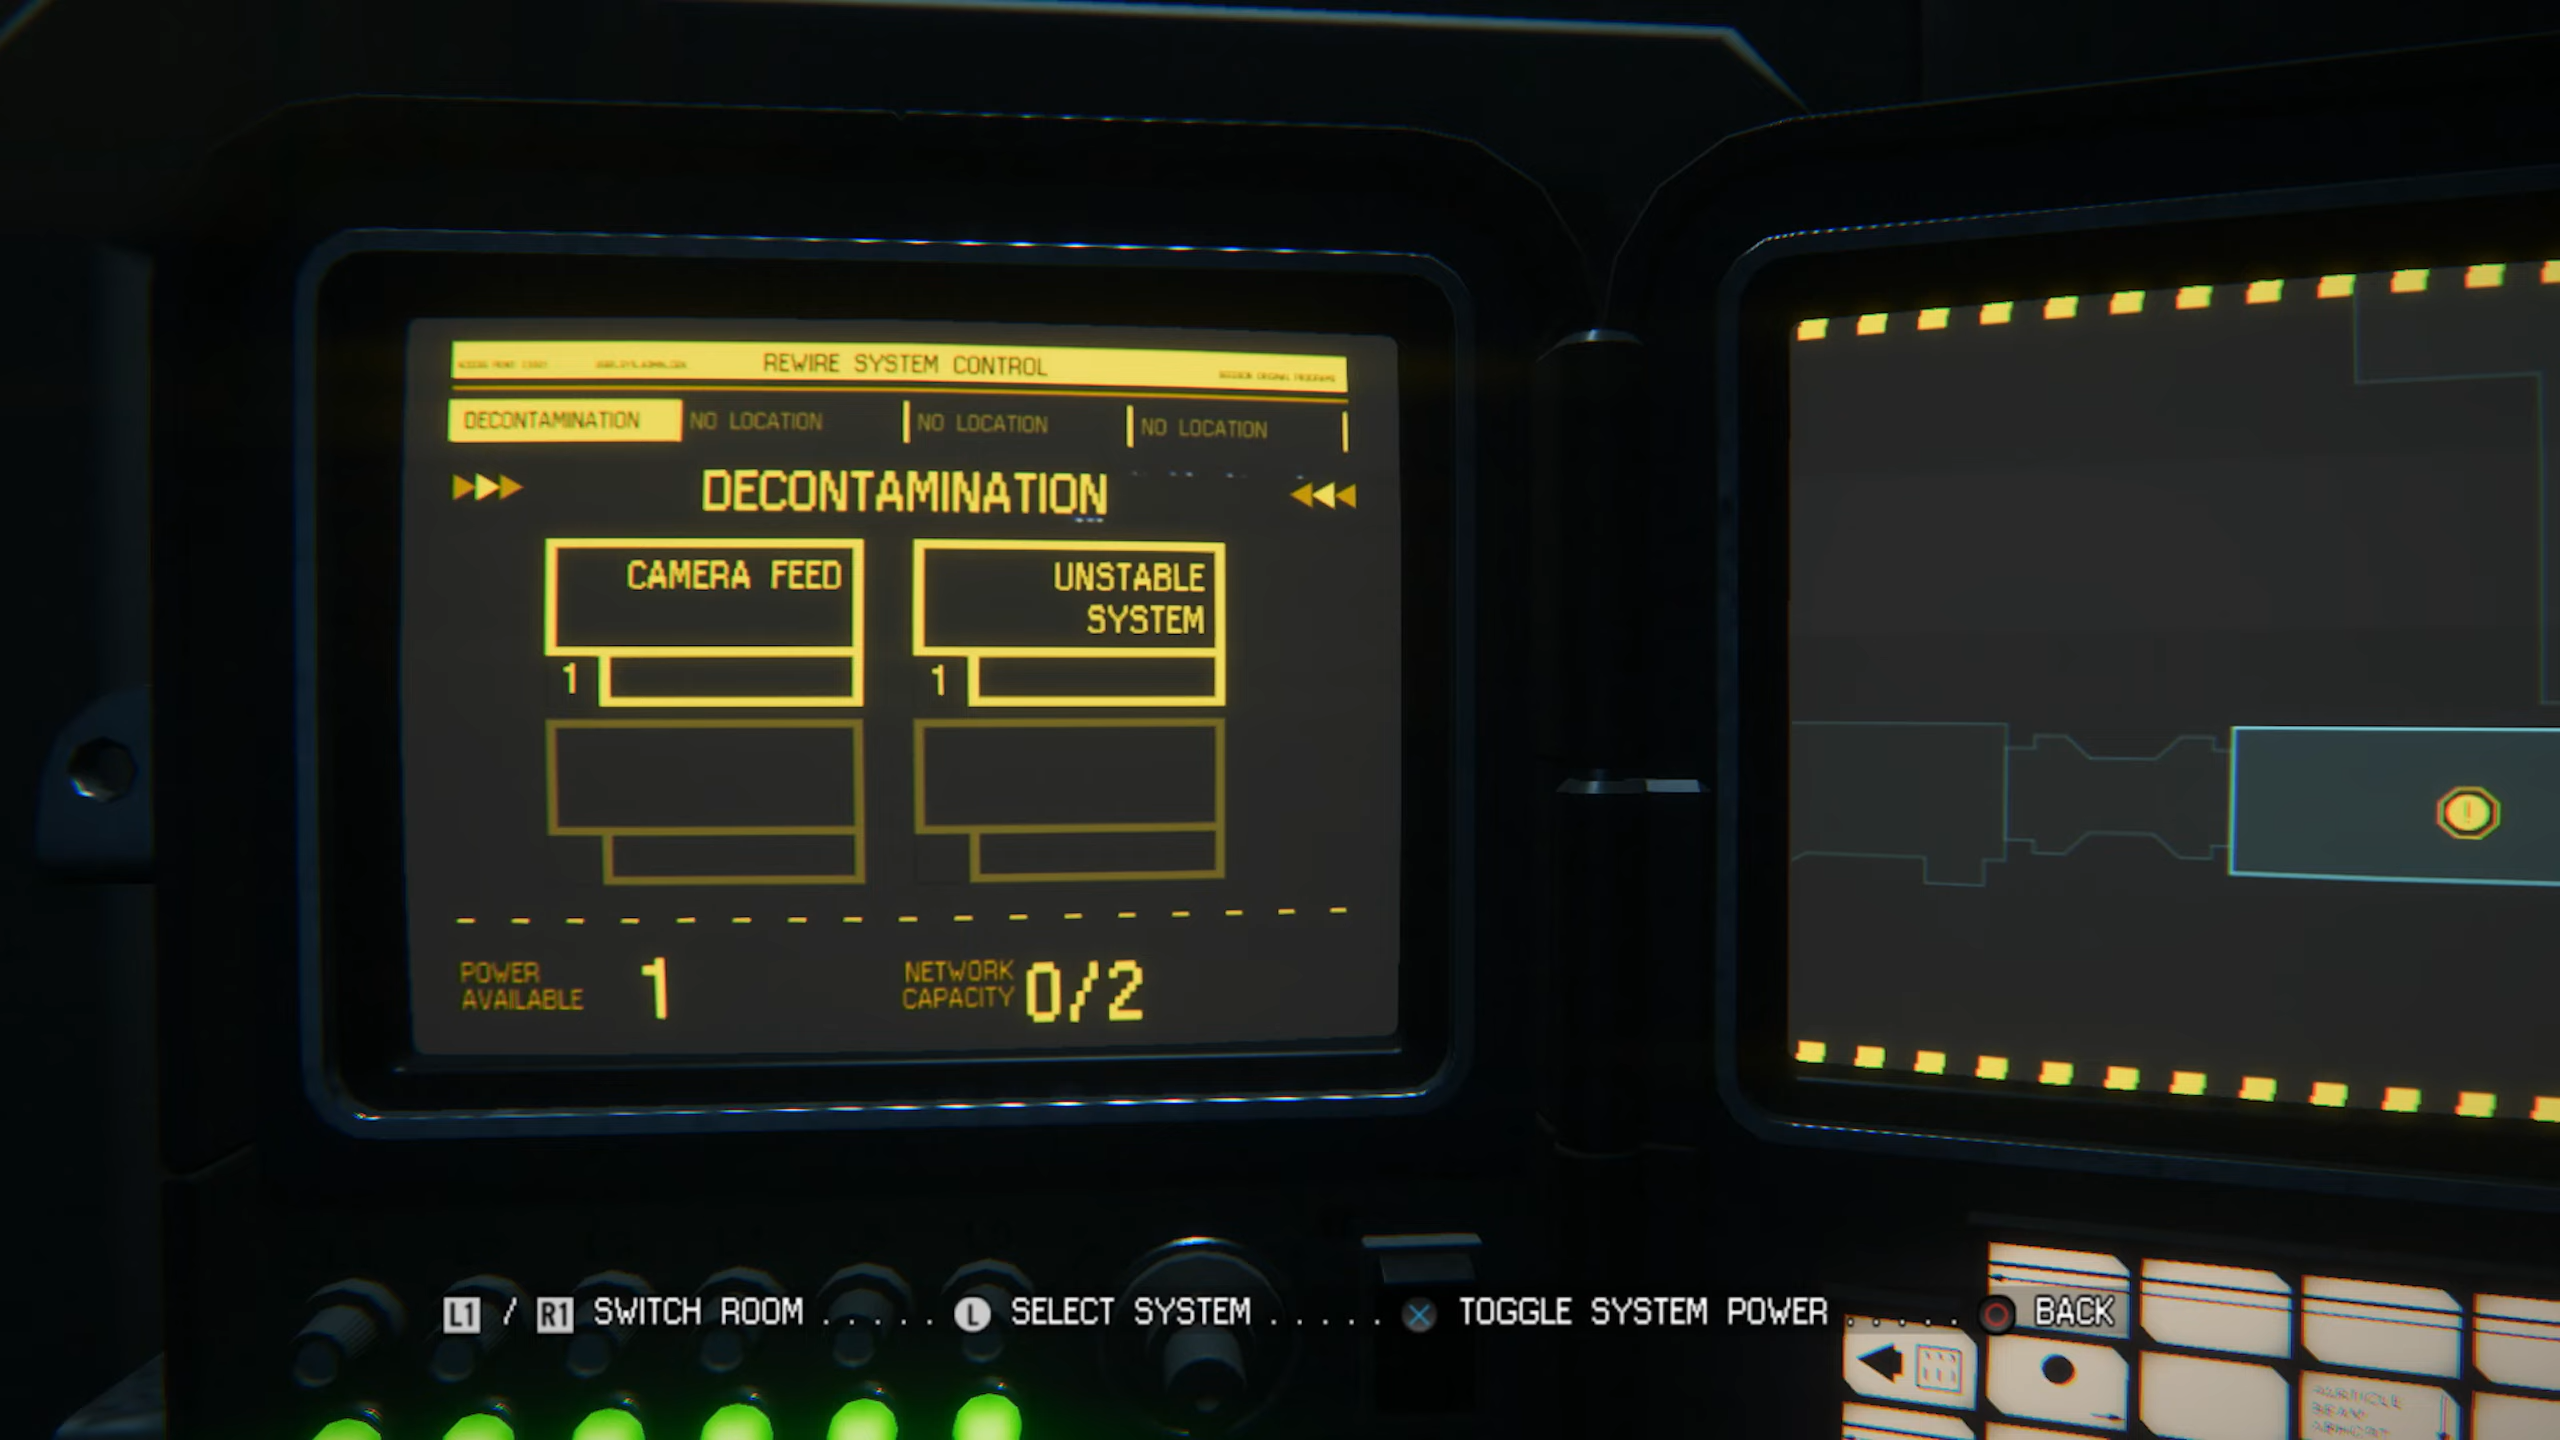 REWIRE SYSTEM CONTROL
DECONTAMINATION
NO LOCATION
NO LOCATION
NO LOCATION
DECONTAMINATION
CAMERA FEED
1
UNSTABLE
SYSTEM
1
POWER
AVAILABLE
1
NETWORK
CAPACITY
0/2
L1 / R1 SWITCH ROOM ..... L SELECT SYSTEM ...... TOGGLE SYSTEM POWER ...... BACK